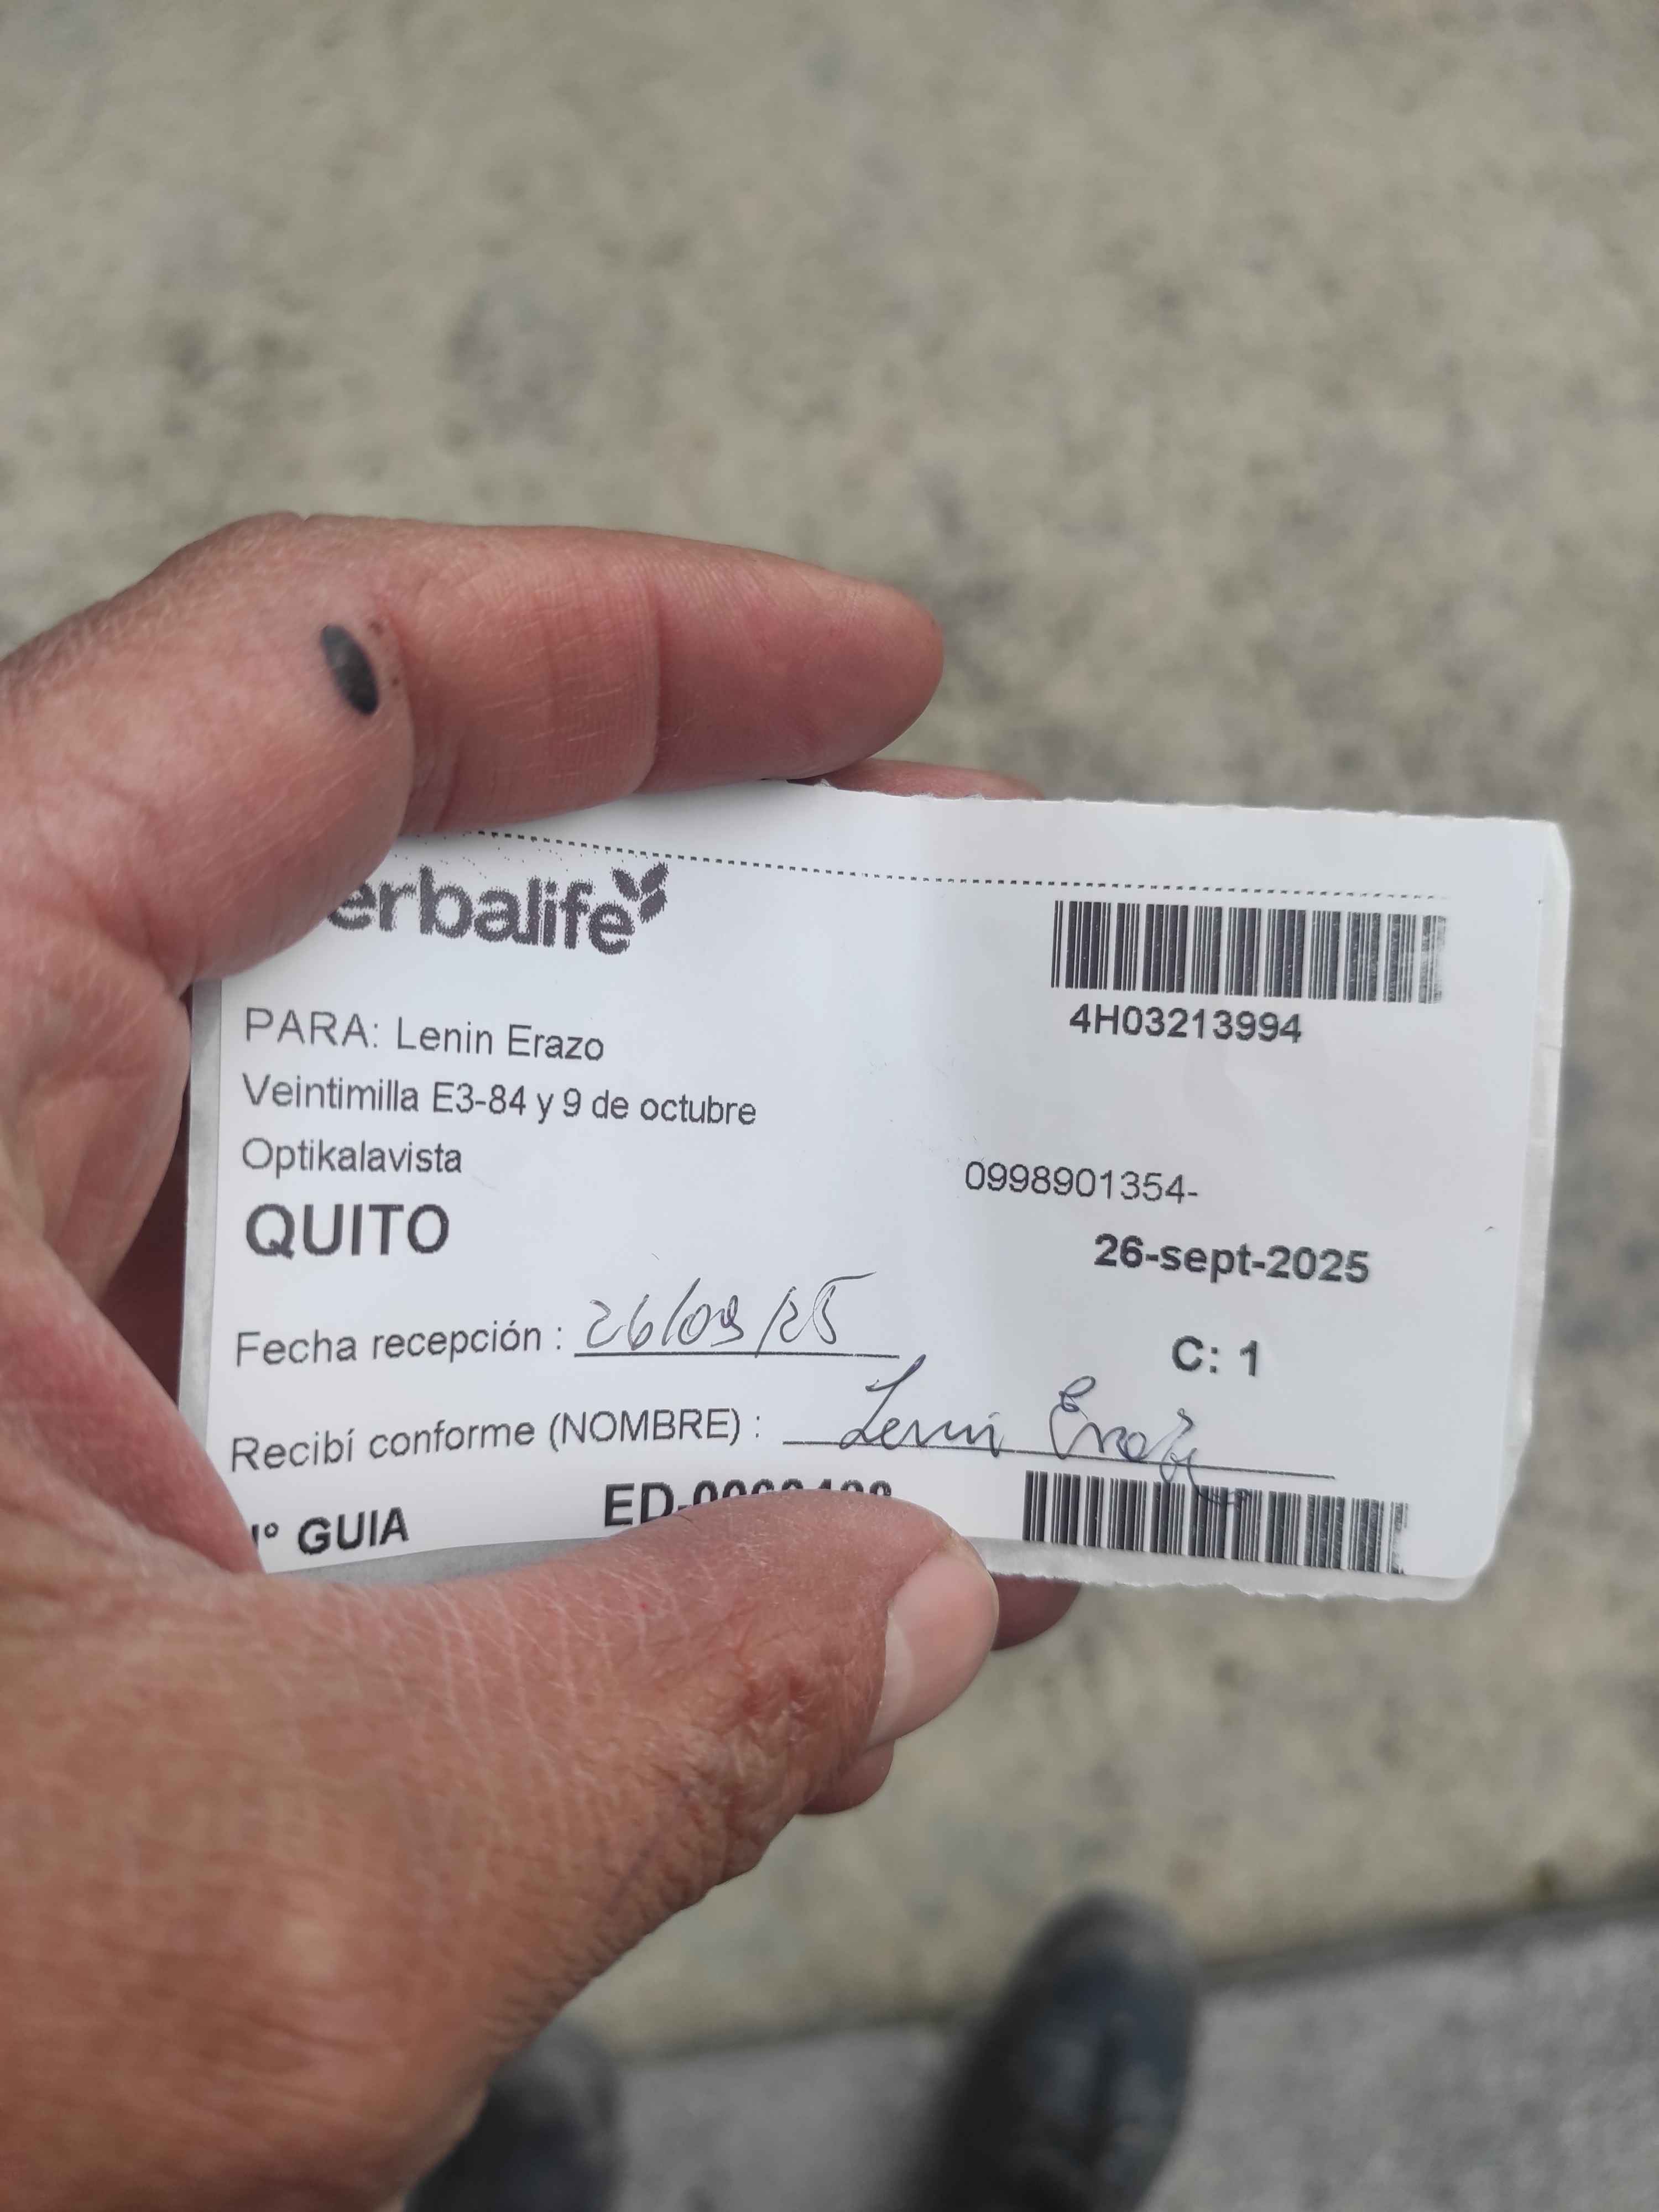 erbalife
4H03213994
PARA: Lenin Erazo
Veintimilla E3-84 y 9 de octubre
Optikalavista
0998901354-
QUITO
26-sept-2025
Fecha recepción : 26/09/25
C: 1
Recibí conforme (NOMBRE) : Lenin Erazo
° GUIA